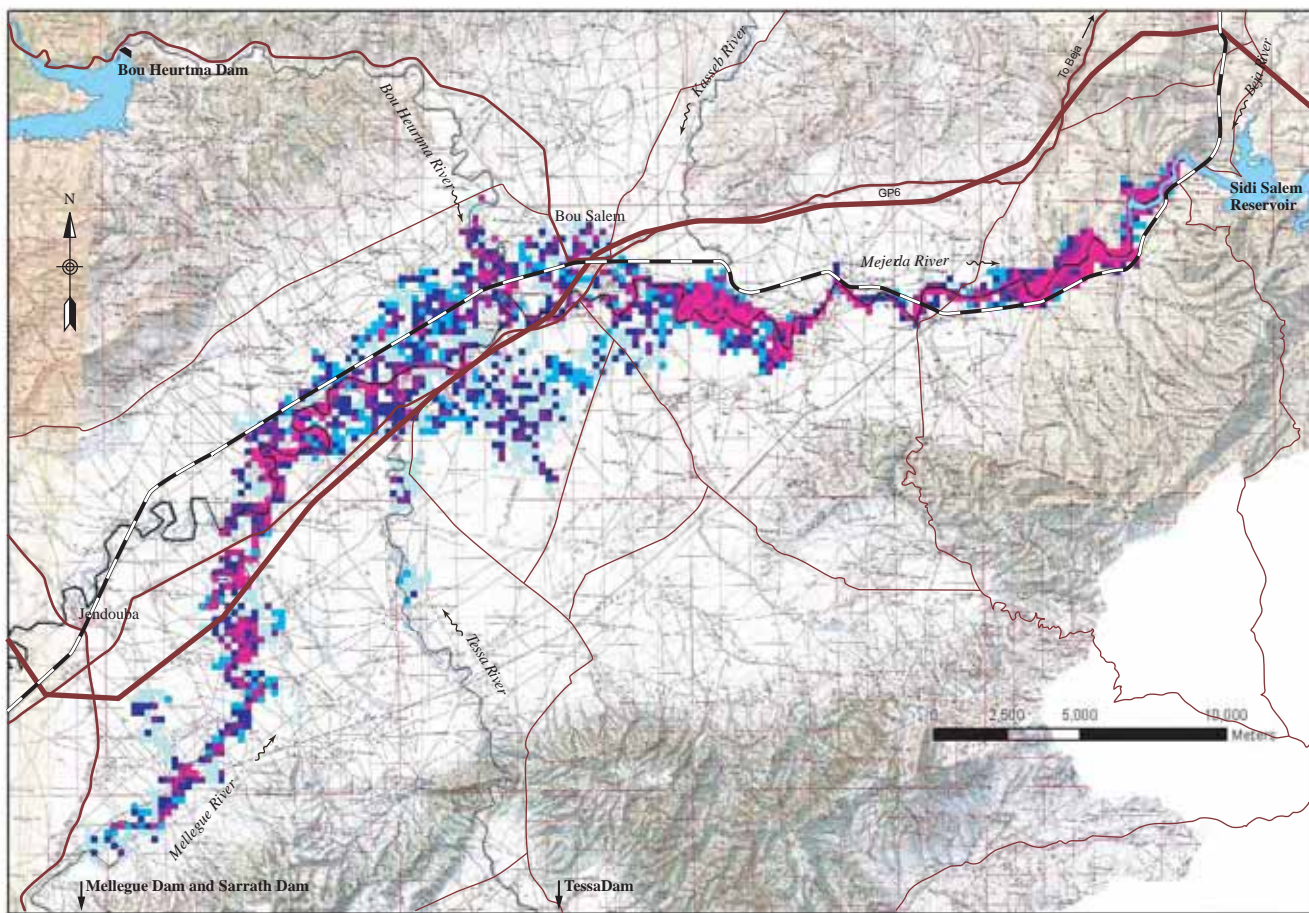 Bou Heurtma Dam
Bou Heurtma River
Kasseb River
To Beja
Beja River
N
GP6
Sidi Salem
Reservoir
Bou Salem
Mejerda River
Jendouba
Tessa River
Mellegue River
0 2,500 5,000 10,000
Meters
Mellegue Dam and Sarrath Dam
TessaDam